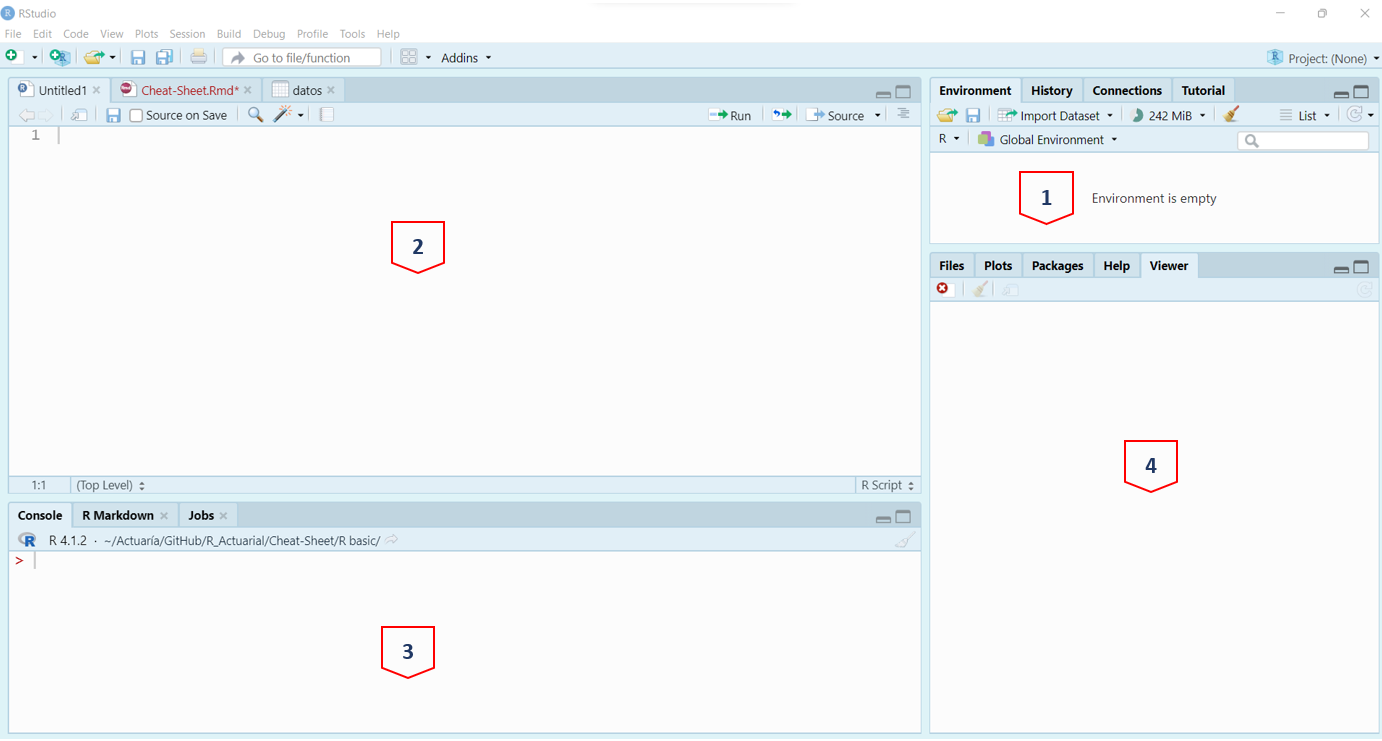 RStudio
File Edit Code View Plots Session Build Debug Profile Tools Help
Go to file/function Addins Project: (None)
Untitled1 Cheat-Sheet.Rmd* datos
Source on Save Run Source
1
2
1:1 (Top Level) R Script
Console R Markdown Jobs
R 4.1.2 · ~/Actuaría/GitHub/R_Actuarial/Cheat-Sheet/R basic/
>
3
Environment History Connections Tutorial
Import Dataset 242 MiB List
R Global Environment
1 Environment is empty
Files Plots Packages Help Viewer
4